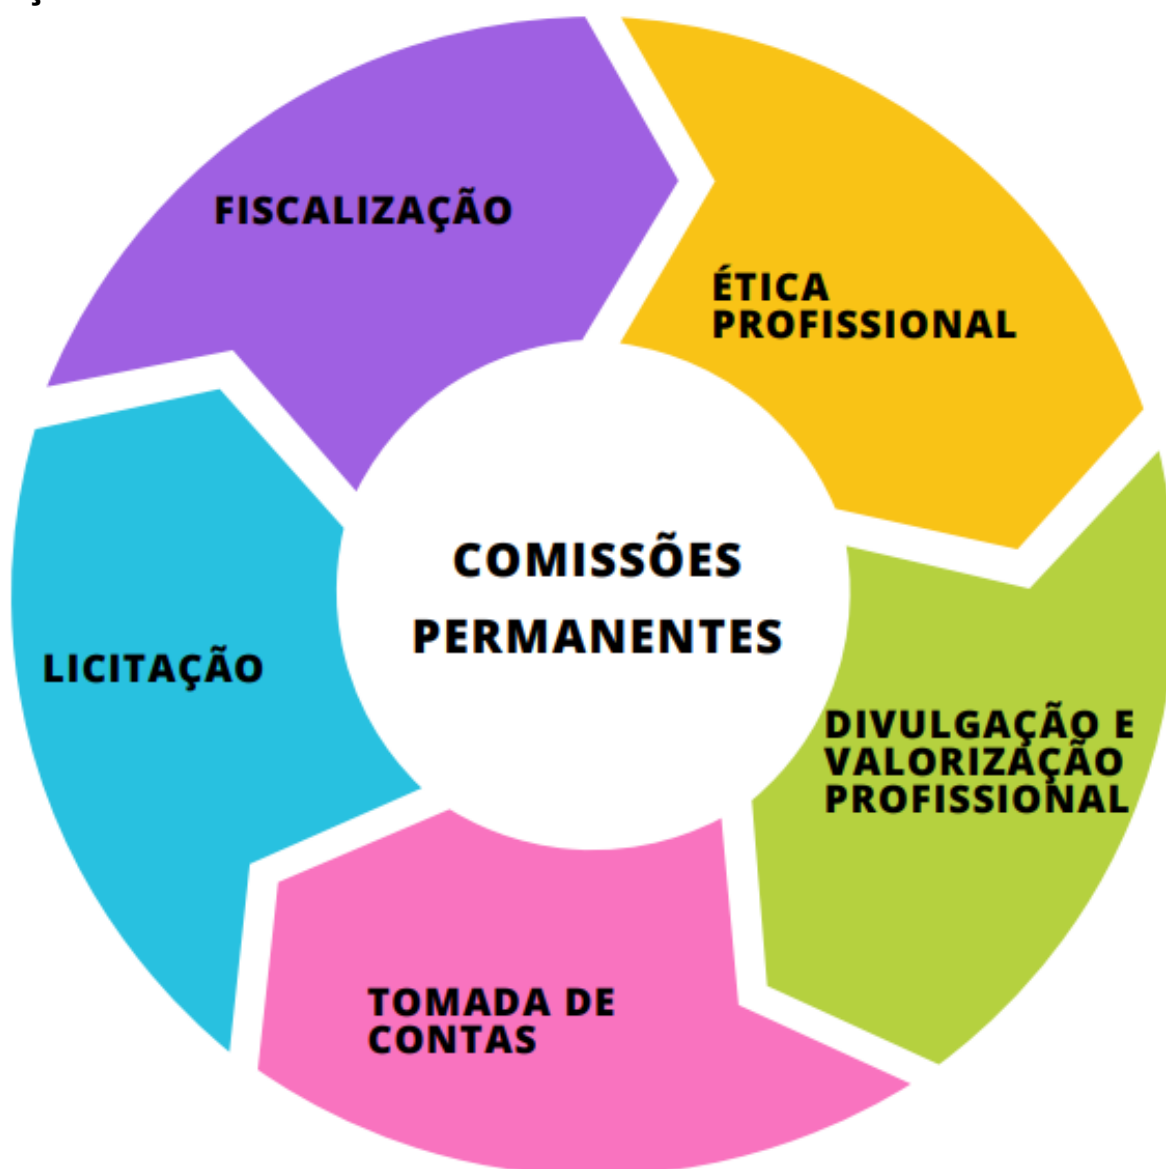 FISCALIZAÇÃO
ÉTICA
PROFISSIONAL
COMISSÕES
PERMANENTES
LICITAÇÃO
DIVULGAÇÃO E
VALORIZAÇÃO
PROFISSIONAL
TOMADA DE
CONTAS